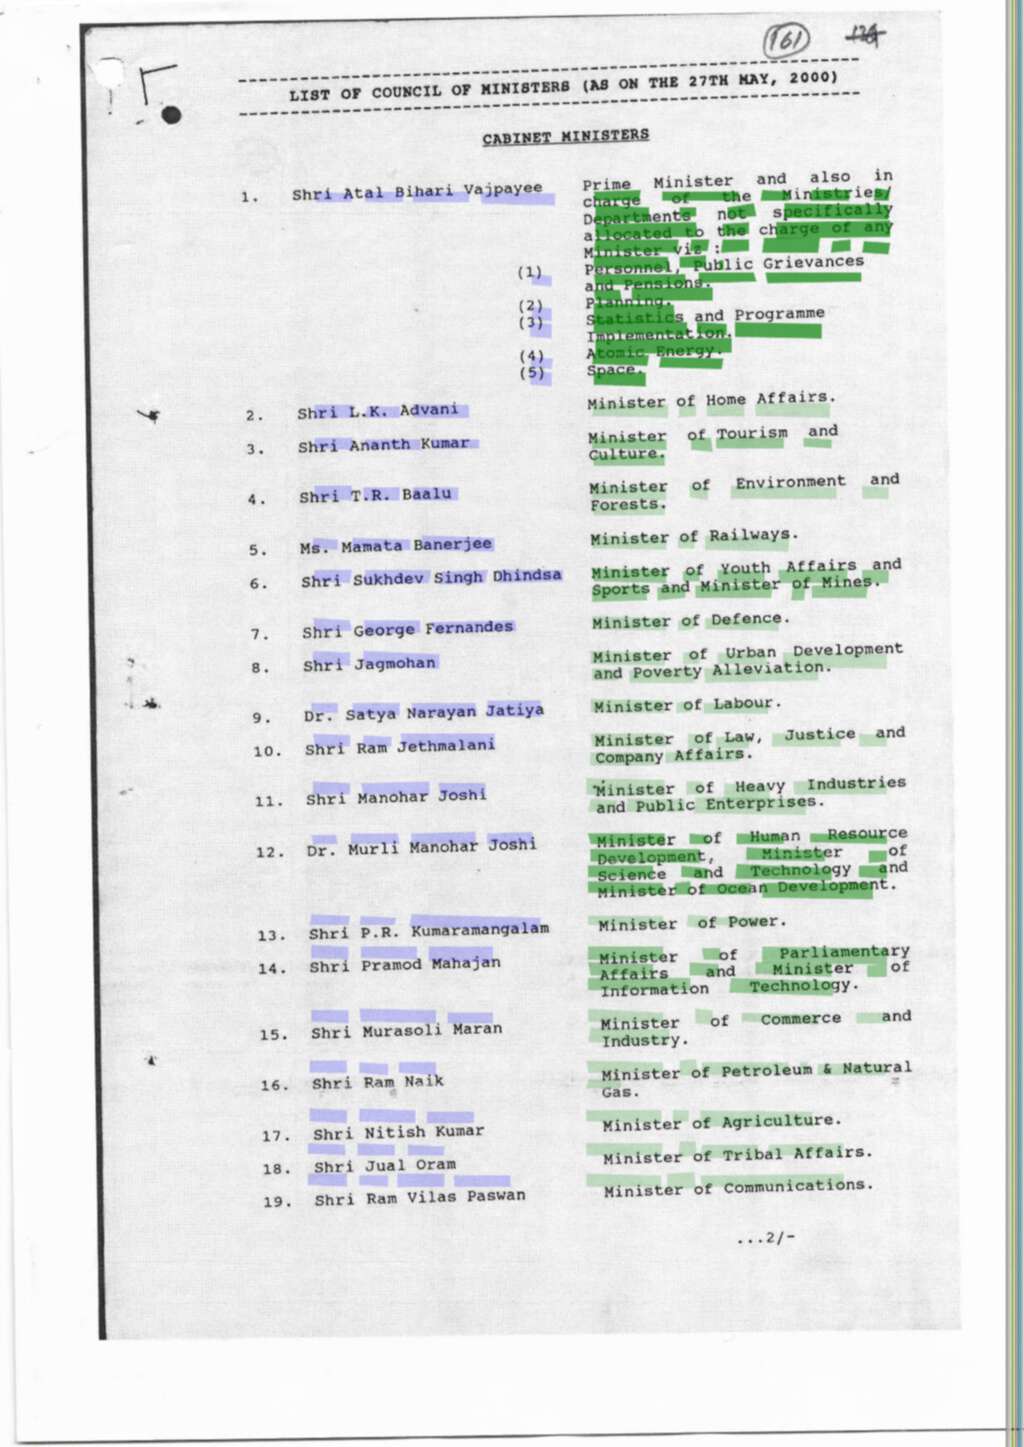 161
LIST OF COUNCIL OF MINISTERS (AS ON THE 27TH MAY, 2000)
CABINET MINISTERS
1. Shri Atal Bihari Vajpayee Prime Minister and also in
charge of the Ministries/
Departments not specifically
allocated to the charge of any
Minister viz :
(1) Personnel, Public Grievances
and Pensions.
(2) Planning.
(3) Statistics and Programme
Implementation.
(4) Atomic Energy.
(5) Space.
2. Shri L.K. Advani Minister of Home Affairs.
3. Shri Ananth Kumar Minister of Tourism and
Culture.
4. Shri T.R. Baalu Minister of Environment and
Forests.
5. Ms. Mamata Banerjee Minister of Railways.
6. Shri Sukhdev Singh Dhindsa Minister of Youth Affairs and
Sports and Minister of Mines.
7. Shri George Fernandes Minister of Defence.
8. Shri Jagmohan Minister of Urban Development
and Poverty Alleviation.
9. Dr. Satya Narayan Jatiya Minister of Labour.
10. Shri Ram Jethmalani Minister of Law, Justice and
Company Affairs.
11. Shri Manohar Joshi Minister of Heavy Industries
and Public Enterprises.
12. Dr. Murli Manohar Joshi Minister of Human Resource
Development, Minister of
Science and Technology and
Minister of Ocean Development.
13. Shri P.R. Kumaramangalam Minister of Power.
14. Shri Pramod Mahajan Minister of Parliamentary
Affairs and Minister of
Information Technology.
15. Shri Murasoli Maran Minister of Commerce and
Industry.
16. Shri Ram Naik Minister of Petroleum & Natural
Gas.
17. Shri Nitish Kumar Minister of Agriculture.
18. Shri Jual Oram Minister of Tribal Affairs.
19. Shri Ram Vilas Paswan Minister of Communications.
...2/-